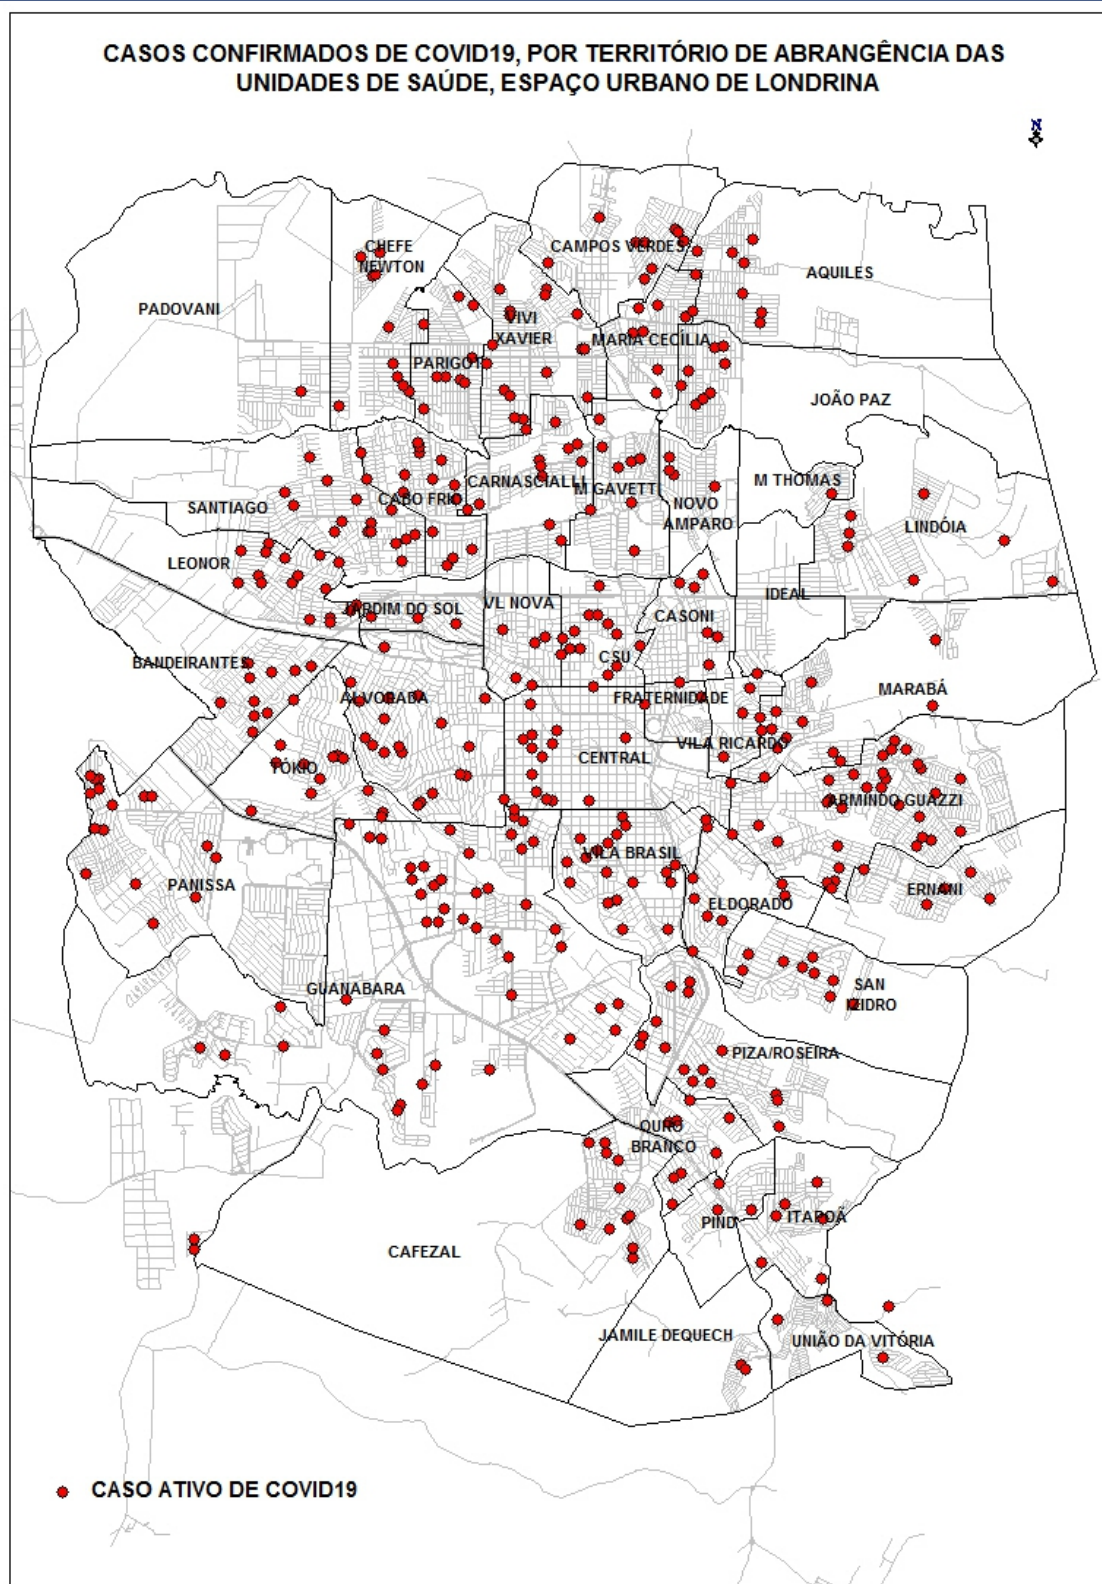 CASOS CONFIRMADOS DE COVID19, POR TERRITÓRIO DE ABRANGÊNCIA DAS
UNIDADES DE SAÚDE, ESPAÇO URBANO DE LONDRINA
N
CHEFE
NEWTON
CAMPOS VERDES
AQUILES
PADOVANI
VIVI
XAVIER
MARIA CECÍLIA
PARIGOT
JOÃO PAZ
SANTIAGO
CABO FRIO
CARNASCIALLI
M GAVETTI
NOVO
AMPARO
M THOMAS
LINDÓIA
LEONOR
JARDIM DO SOL
VL NOVA
CASONI
IDEAL
BANDEIRANTES
CSU
ALVORADA
FRATERNIDADE
MARABÁ
TÓKIO
CENTRAL
VILA RICARDO
ARMINDO GUAZZI
PANISSA
VILA BRASIL
ELDORADO
ERNANI
GUANABARA
SAN
IZIDRO
PIZA/ROSEIRA
OURO
BRANCO
CAFEZAL
PIND
ITAPOÃ
JAMILE DEQUECH
UNIÃO DA VITÓRIA
CASO ATIVO DE COVID19